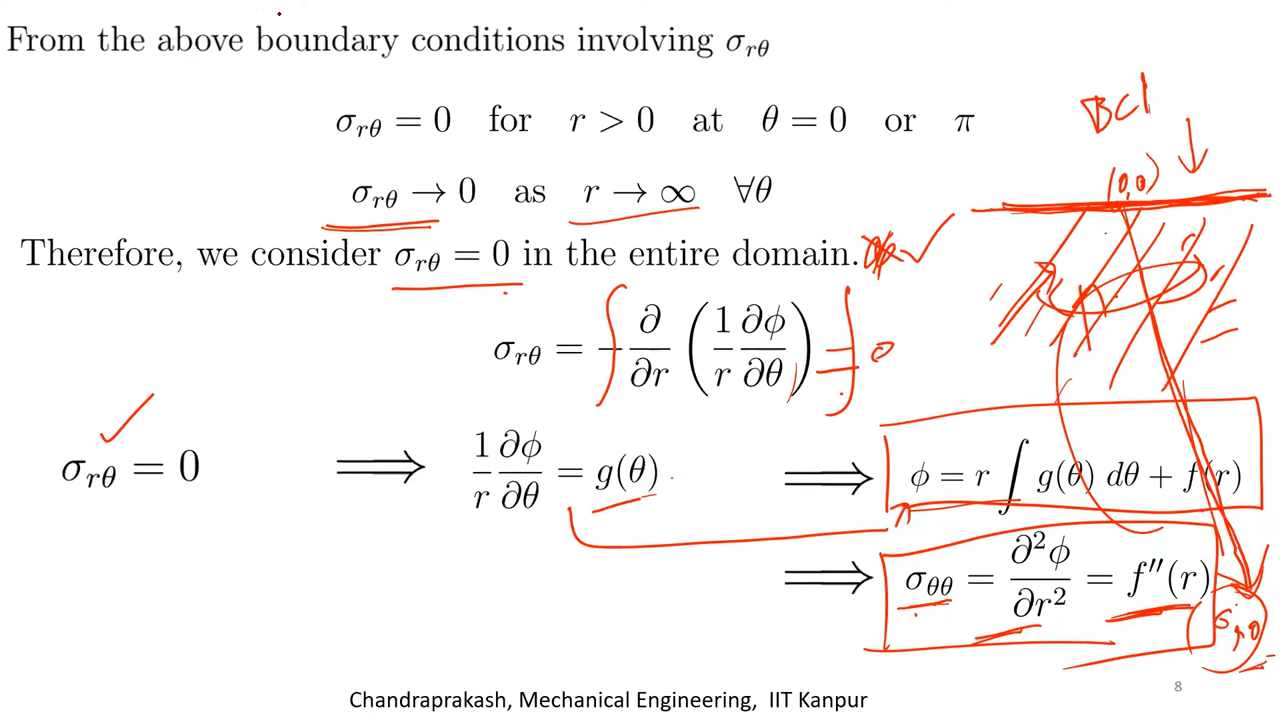 From the above boundary conditions involving σ_{rθ}
σ_{rθ} = 0 for r > 0 at θ = 0 or π
BC1
σ_{rθ} → 0 as r → ∞ ∀θ
(0,0)
Therefore, we consider σ_{rθ} = 0 in the entire domain.
σ_{rθ} = −∂/∂r (1/r ∂ϕ/∂θ) = 0
σ_{rθ} = 0 ⟹ 1/r ∂ϕ/∂θ = g(θ) ⟹ ϕ = r ∫ g(θ) dθ + f(r)
⟹ σ_{θθ} = ∂²ϕ/∂r² = f″(r)
Chandraprakash, Mechanical Engineering, IIT Kanpur
8